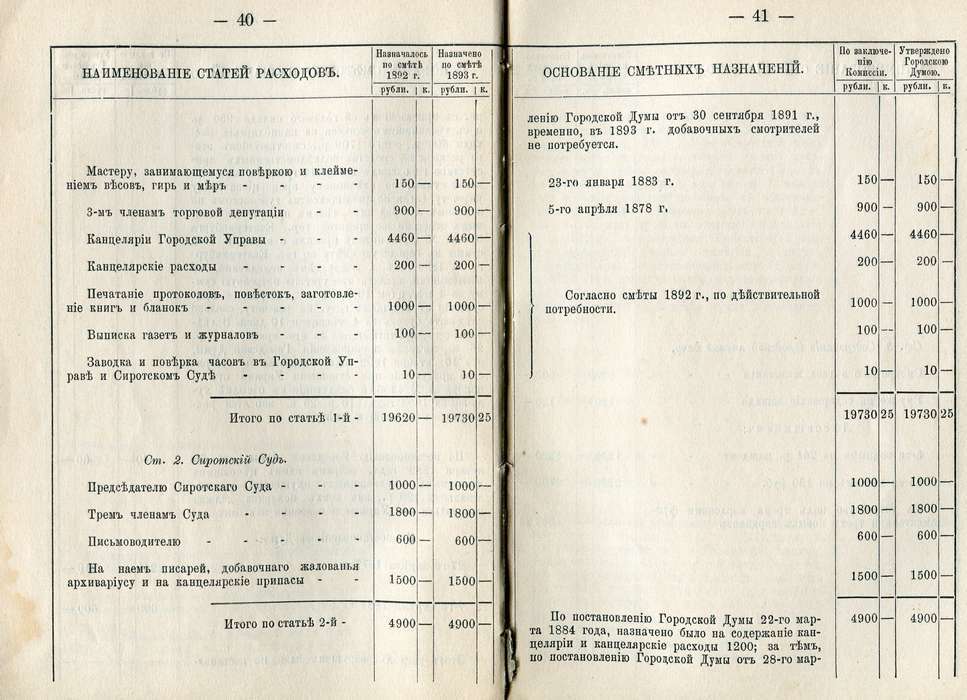 — 40 —
НАИМЕНОВАНІЕ СТАТЕЙ РАСХОДОВЪ.
Назначалось по смѣтѣ 1892 г.
Назначено по смѣтѣ 1893 г.
рубли. к. рубли. к.
Мастеру, занимающемуся повѣркою и клейме-
ніемъ вѣсовъ, гирь и мѣръ - - - - 150 — 150 —
3-мъ членамъ торговой депутаціи - - 900 — 900 —
Канцеляріи Городской Управы - - - 4460 — 4460 —
Канцелярскіе расходы - - - - 200 — 200 —
Печатаніе протоколовъ, повѣстокъ, заготовле-
ніе книгъ и бланокъ - - - - - 1000 — 1000 —
Выписка газетъ и журналовъ - - - 100 — 100 —
Заводка и повѣрка часовъ въ Городской Уп-
равѣ и Сиротскомъ Судѣ - - - - 10 — 10 —
Итого по статьѣ 1-й - 19620 — 19730 25
Ст. 2. Сиротскій Судъ.
Предсѣдателю Сиротскаго Суда - - - 1000 — 1000 —
Тремъ членамъ Суда - - - - 1800 — 1800 —
Письмоводителю - - - - - 600 — 600 —
На наемъ писарей, добавочнаго жалованья
архиваріусу и на канцелярскіе припасы - - 1500 — 1500 —
Итого по статьѣ 2-й - 4900 — 4900 —
— 41 —
ОСНОВАНІЕ СМѢТНЫХЪ НАЗНАЧЕНІЙ.
По заключе-
нію
Комиссіи.
Утверждено
Городскою
Думою.
рубли. к. рубли. к.
ленію Городской Думы отъ 30 сентября 1891 г.,
временно, въ 1893 г. добавочныхъ смотрителей
не потребуется.
23-го января 1883 г. 150 — 150 —
5-го апрѣля 1878 г. 900 — 900 —
4460 — 4460 —
200 — 200 —
Согласно смѣты 1892 г., по дѣйствительной
потребности. 1000 — 1000 —
100 — 100 —
10 — 10 —
19730 25 19730 25
1000 — 1000 —
1800 — 1800 —
600 — 600 —
1500 — 1500 —
4900 — 4900 —
По постановленію Городской Думы 22-го мар-
та 1884 года, назначено было на содержаніе кан-
целяріи и канцелярскіе расходы 1200; за тѣмъ,
по постановленію Городской Думы отъ 28-го мар-